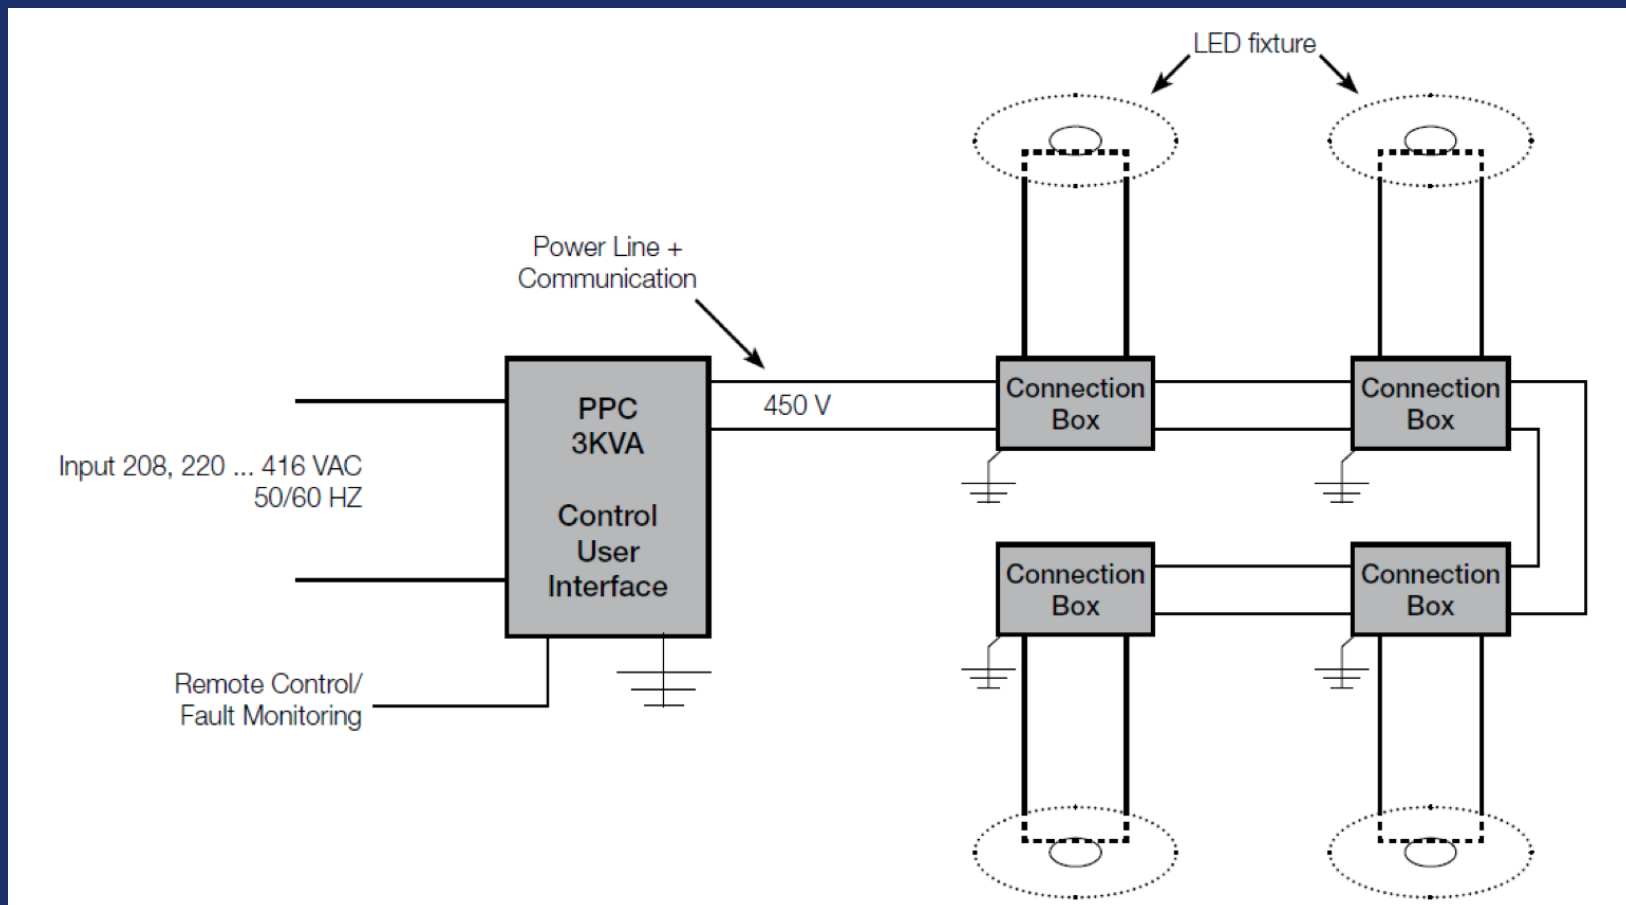 LED fixture
Power Line +
Communication
PPC
3KVA
Control
User
Interface
450 V
Input 208, 220 ... 416 VAC
50/60 HZ
Remote Control/
Fault Monitoring
Connection
Box
Connection
Box
Connection
Box
Connection
Box